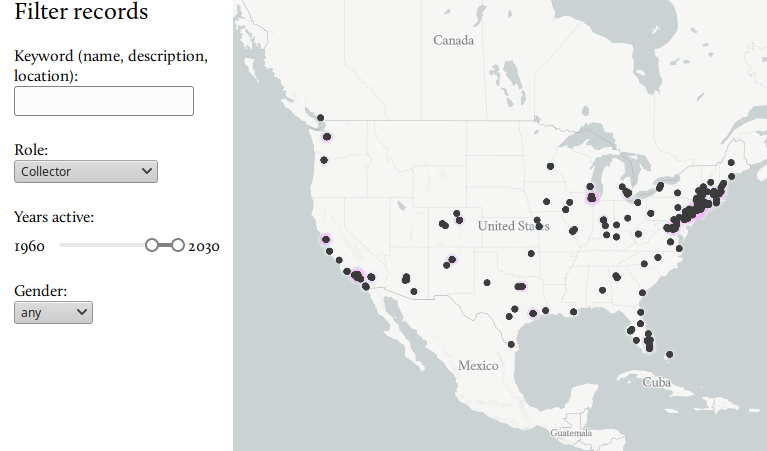 Filter records
Keyword (name, description,
location):
Role:
Collector
Years active:
1960
2030
Gender:
any
Canada
United States
Mexico
Cuba
Guatemala